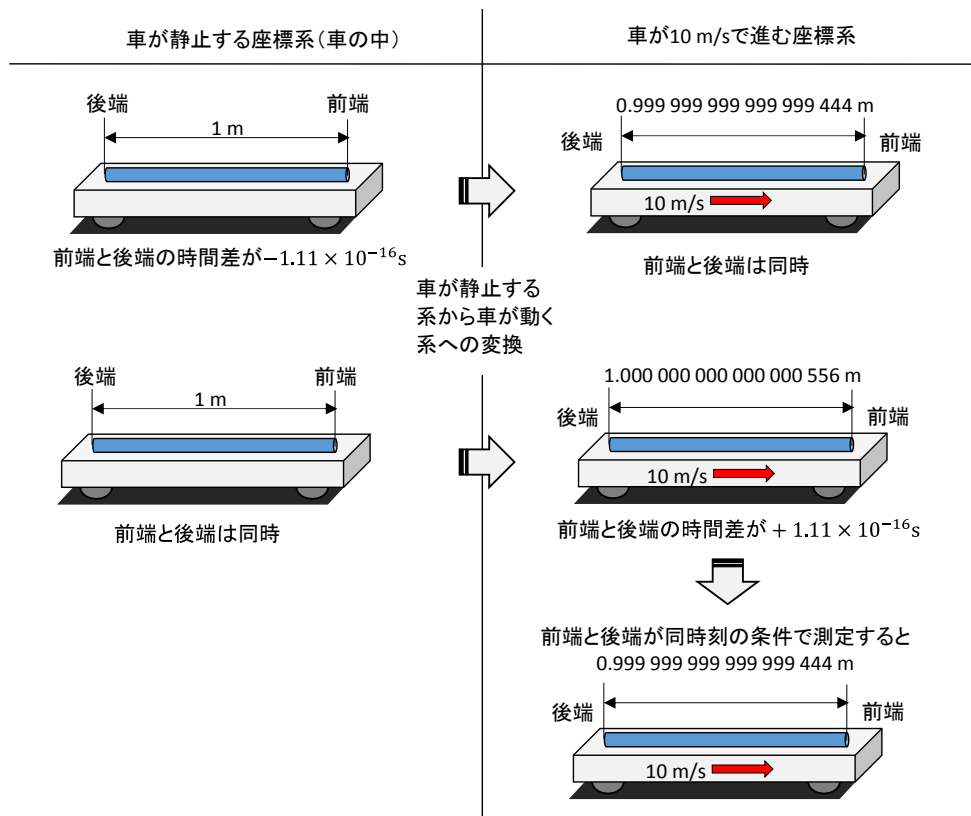 車が静止する座標系(車の中)
車が10 m/sで進む座標系
後端
前端
1 m
前端と後端の時間差が−1.11 × 10⁻¹⁶s
0.999 999 999 999 999 444 m
後端
前端
10 m/s
前端と後端は同時
車が静止する
系から車が動く
系への変換
後端
前端
1 m
前端と後端は同時
1.000 000 000 000 000 556 m
後端
前端
10 m/s
前端と後端の時間差が + 1.11 × 10⁻¹⁶s
前端と後端が同時刻の条件で測定すると
0.999 999 999 999 999 444 m
後端
前端
10 m/s